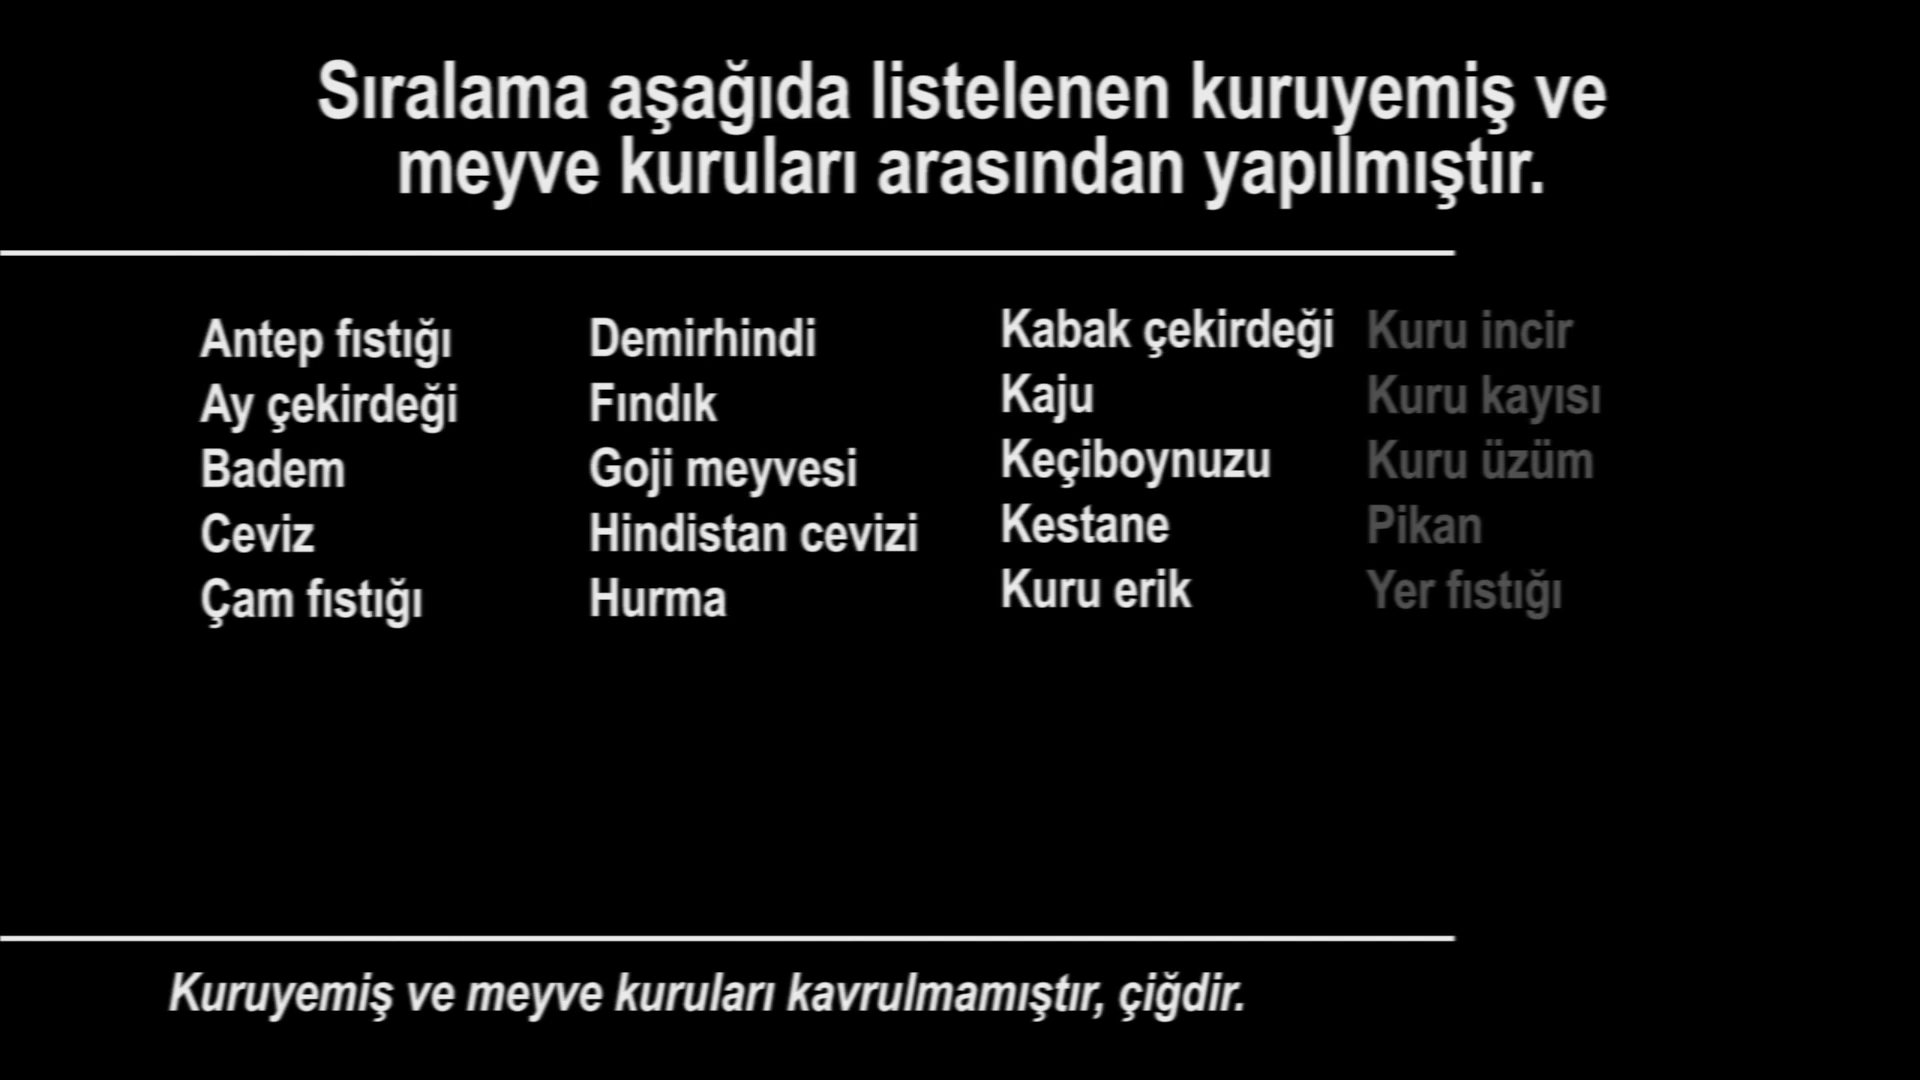 Sıralama aşağıda listelenen kuruyemiş ve
meyve kuruları arasından yapılmıştır.
Antep fıstığı
Ay çekirdeği
Badem
Ceviz
Çam fıstığı
Demirhindi
Fındık
Goji meyvesi
Hindistan cevizi
Hurma
Kabak çekirdeği
Kaju
Keçiboynuzu
Kestane
Kuru erik
Kuru incir
Kuru kayısı
Kuru üzüm
Pikan
Yer fıstığı
Kuruyemiş ve meyve kuruları kavrulmamıştır, çiğdir.